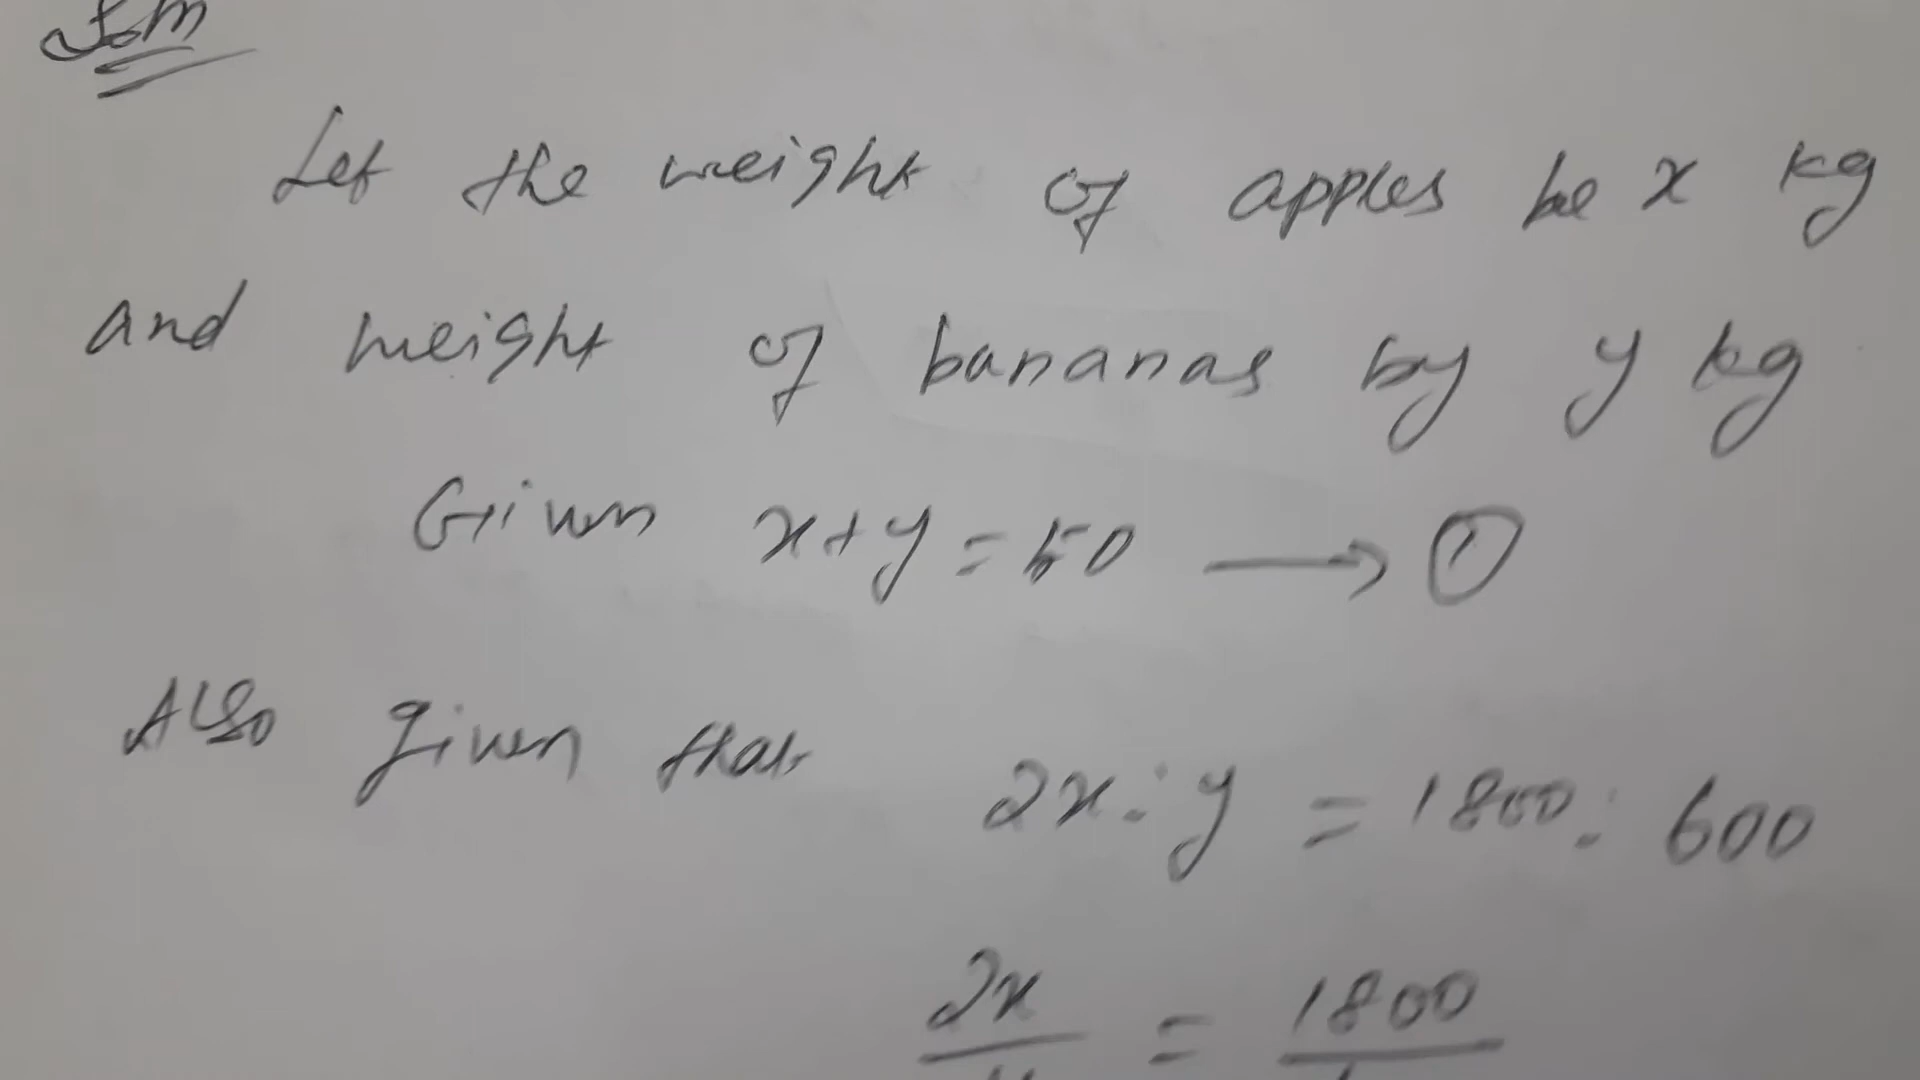 Soln
Let the weight of apples be x kg
and weight of bananas by y kg
Given x+y=50 → ①
Also given that 2x:y = 1800:600
2x/y = 1800/